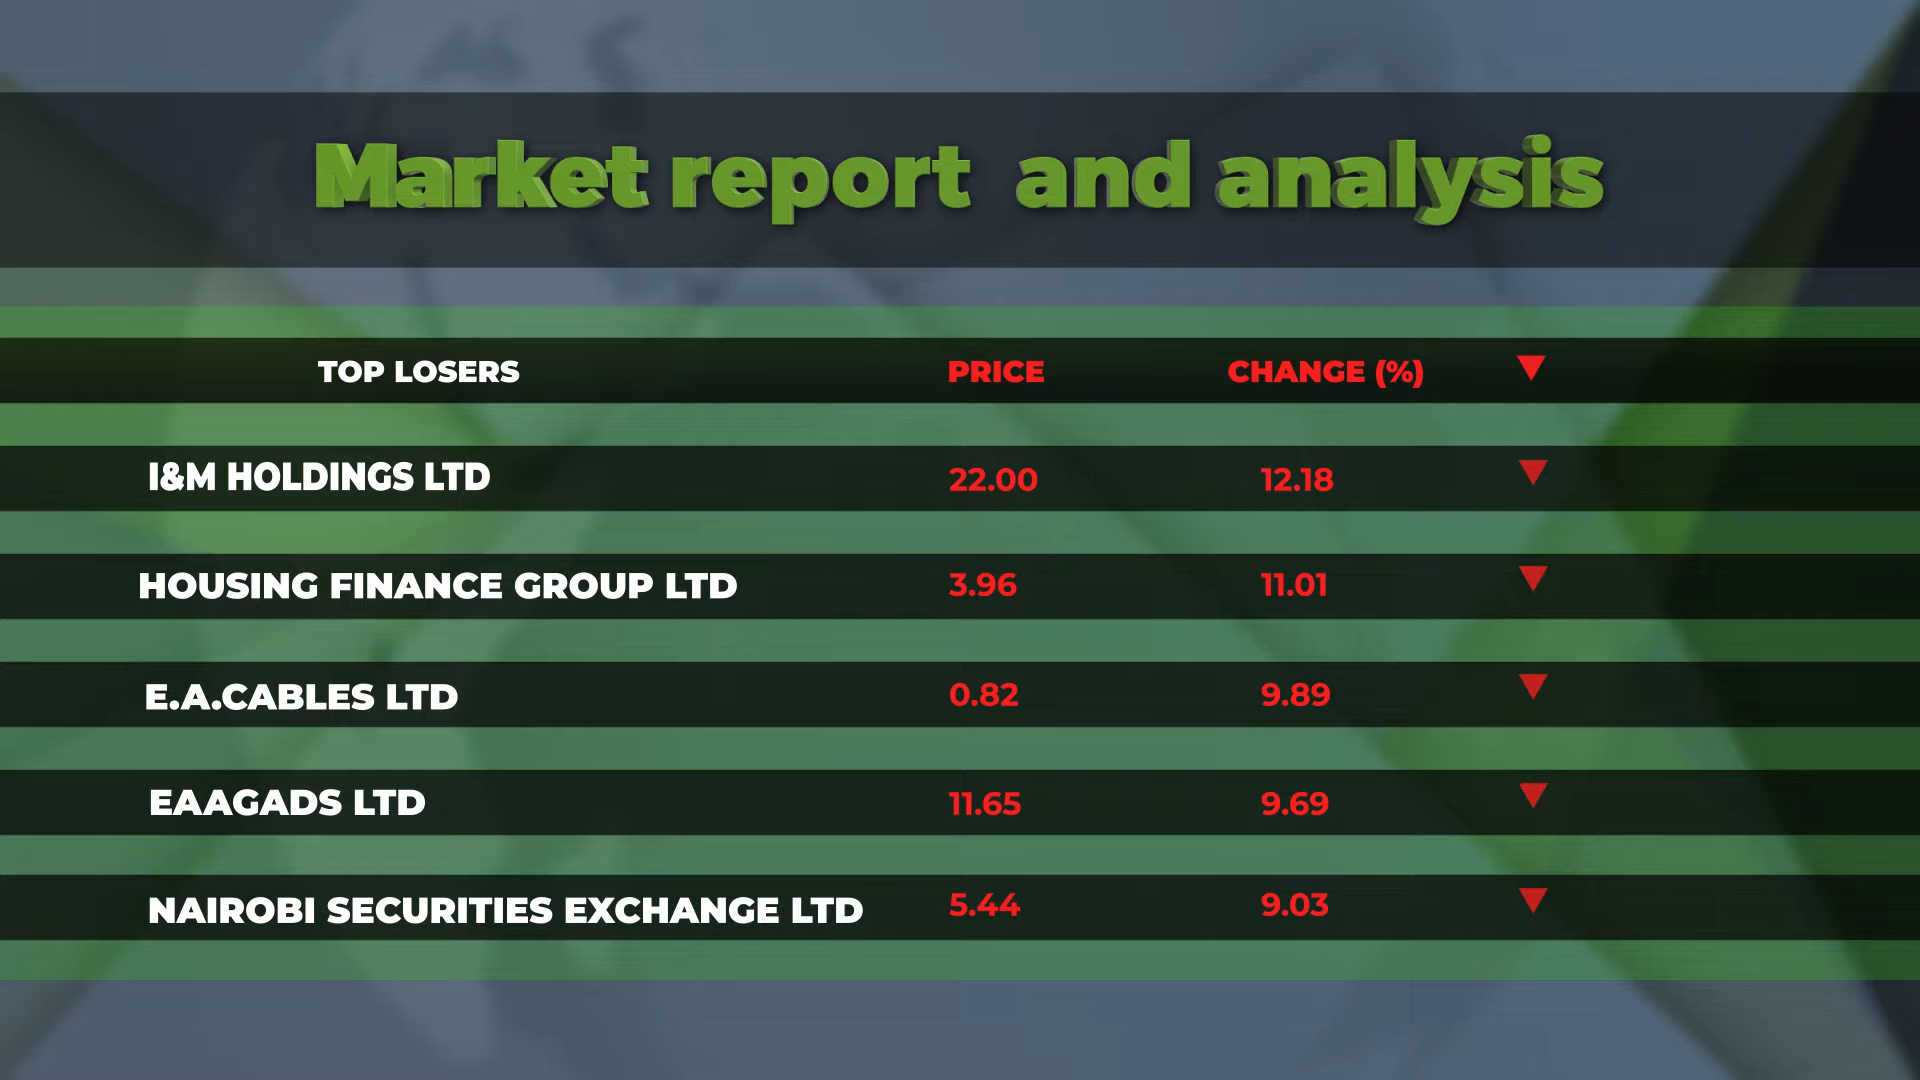 Market report and analysis
TOP LOSERS PRICE CHANGE (%) ▼
I&M HOLDINGS LTD 22.00 12.18 ▼
HOUSING FINANCE GROUP LTD 3.96 11.01 ▼
E.A.CABLES LTD 0.82 9.89 ▼
EAAGADS LTD 11.65 9.69 ▼
NAIROBI SECURITIES EXCHANGE LTD 5.44 9.03 ▼